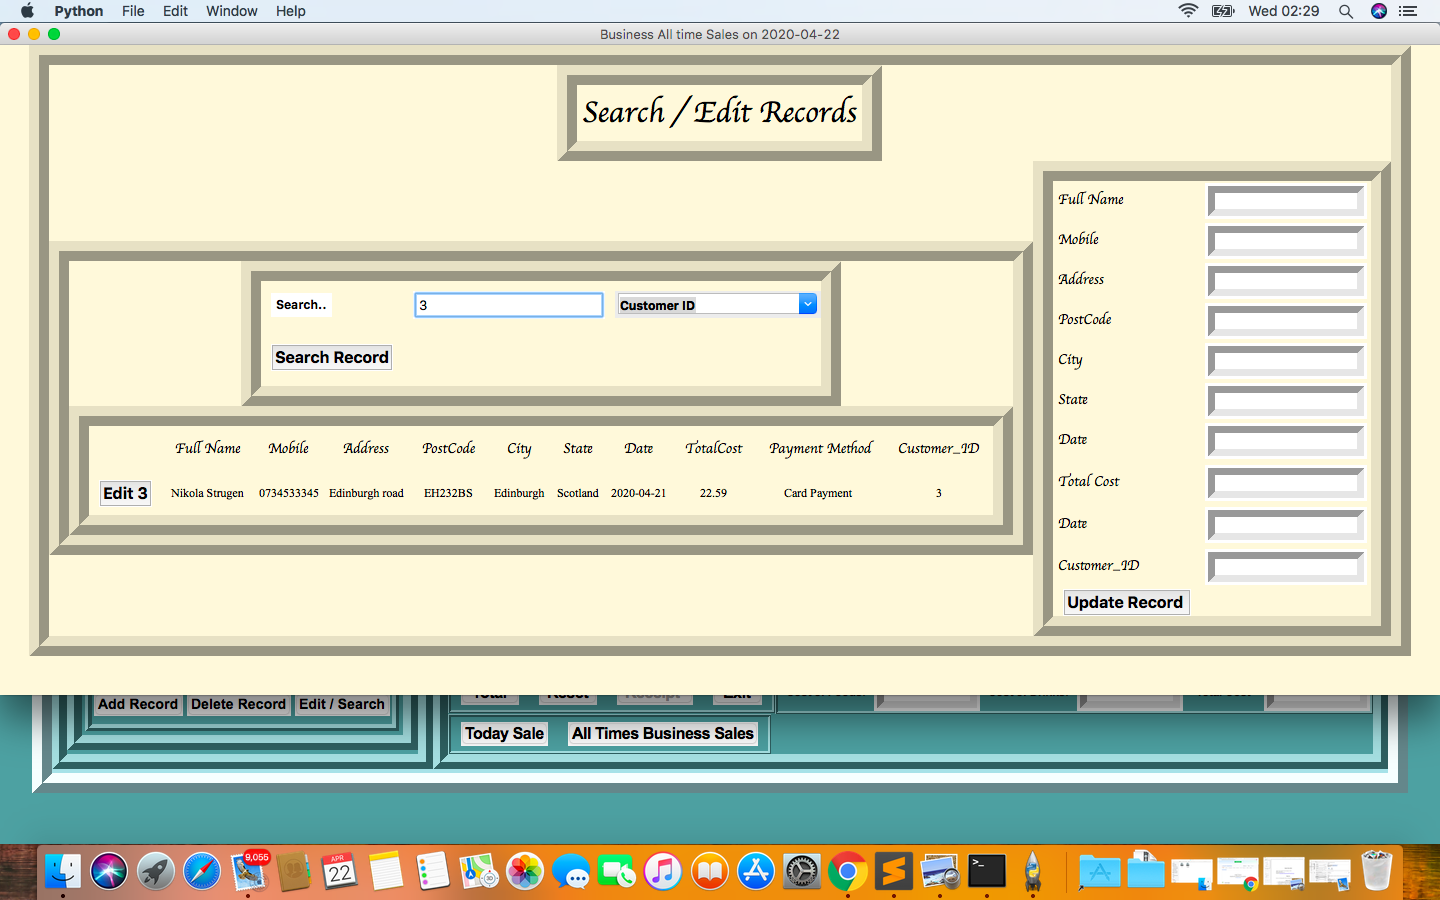 Python File Edit Window Help Wed 02:29
Business All time Sales on 2020-04-22
Search / Edit Records
Full Name
Mobile
Address
PostCode
City
State
Date
Total Cost
Date
Customer_ID
Update Record
Search.. 3 Customer ID
Search Record
Full Name Mobile Address PostCode City State Date TotalCost Payment Method Customer_ID
Edit 3 Nikola Strugen 0734533345 Edinburgh road EH232BS Edinburgh Scotland 2020-04-21 22.59 Card Payment 3
Add Record Delete Record Edit / Search
Total Reset Receipt Exit
Today Sale All Times Business Sales
9,055
APR
22